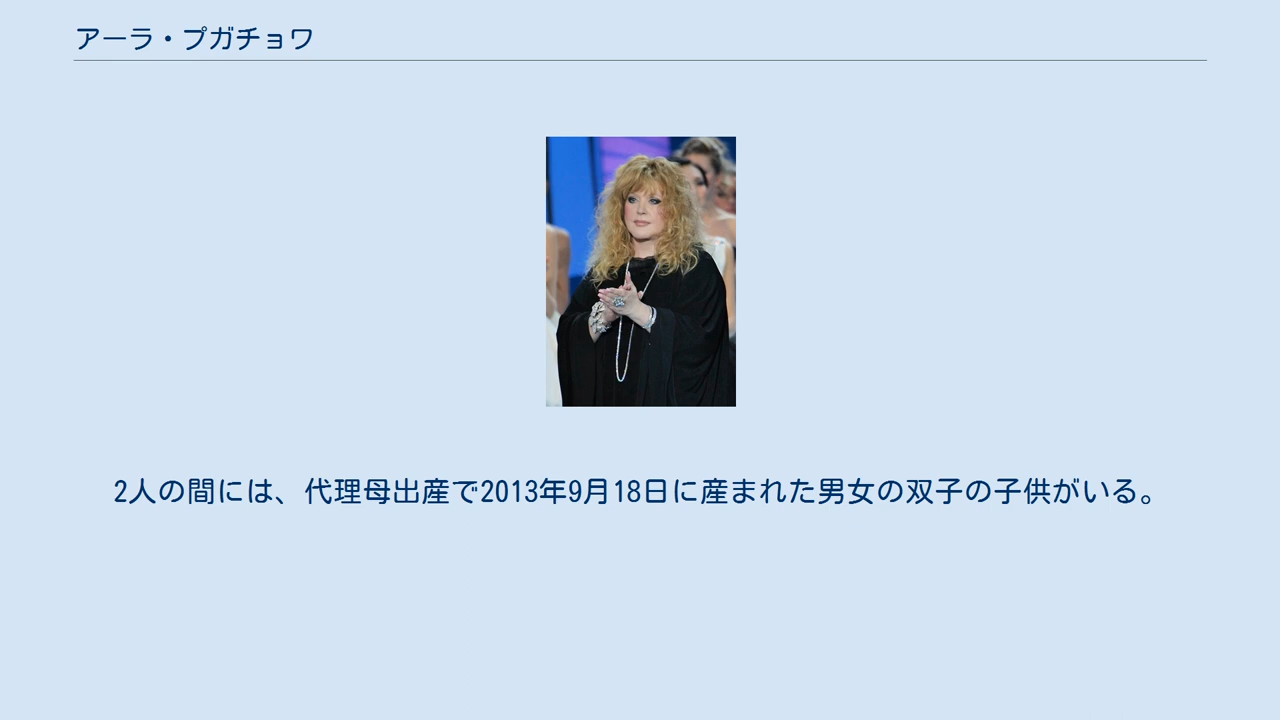 アーラ・プガチョワ
2人の間には、代理母出産で2013年9月18日に産まれた男女の双子の子供がいる。